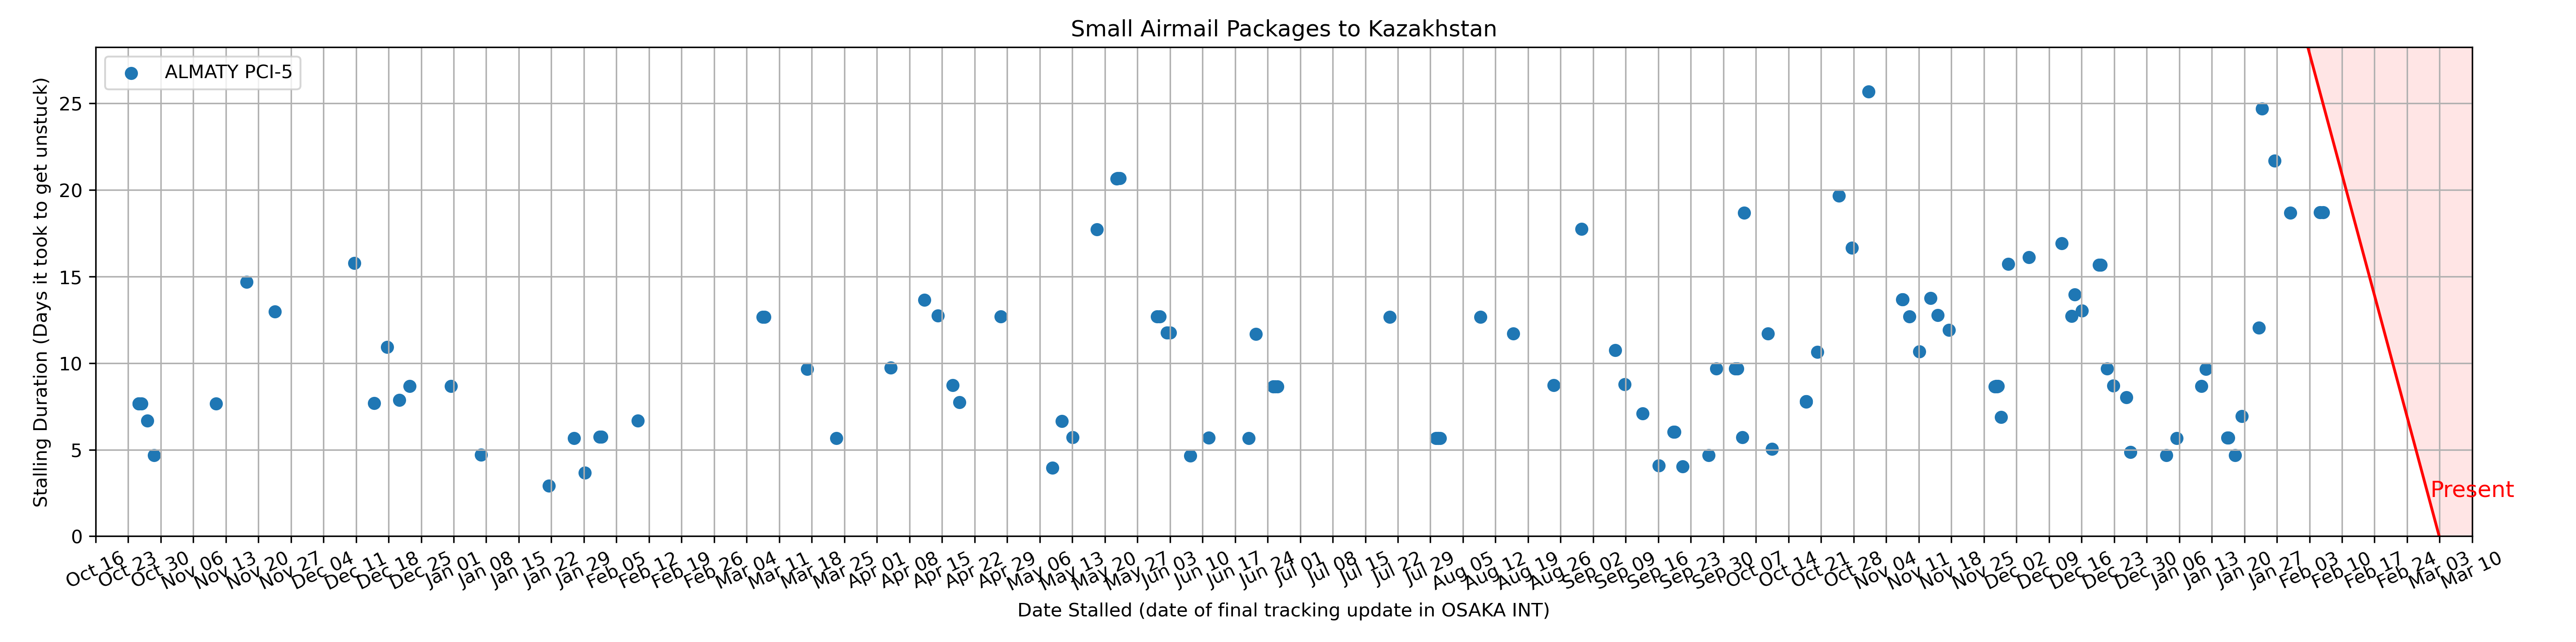 Small Airmail Packages to Kazakhstan
ALMATY PCI-5
Stalling Duration (Days it took to get unstuck)
25
20
15
10
5
0
Present
Oct 16 Oct 23 Oct 30 Nov 06 Nov 13 Nov 20 Nov 27 Dec 04 Dec 11 Dec 18 Dec 25 Jan 01 Jan 08 Jan 15 Jan 22 Jan 29 Feb 05 Feb 12 Feb 19 Feb 26 Mar 04 Mar 11 Mar 18 Mar 25 Apr 01 Apr 08 Apr 15 Apr 22 Apr 29 May 06 May 13 May 20 May 27 Jun 03 Jun 10 Jun 17 Jun 24 Jul 01 Jul 08 Jul 15 Jul 22 Jul 29 Aug 05 Aug 12 Aug 19 Aug 26 Sep 02 Sep 09 Sep 16 Sep 23 Sep 30 Oct 07 Oct 14 Oct 21 Oct 28 Nov 04 Nov 11 Nov 18 Nov 25 Dec 02 Dec 09 Dec 16 Dec 23 Dec 30 Jan 06 Jan 13 Jan 20 Jan 27 Feb 03 Feb 10 Feb 17 Feb 24 Mar 03 Mar 10
Date Stalled (date of final tracking update in OSAKA INT)